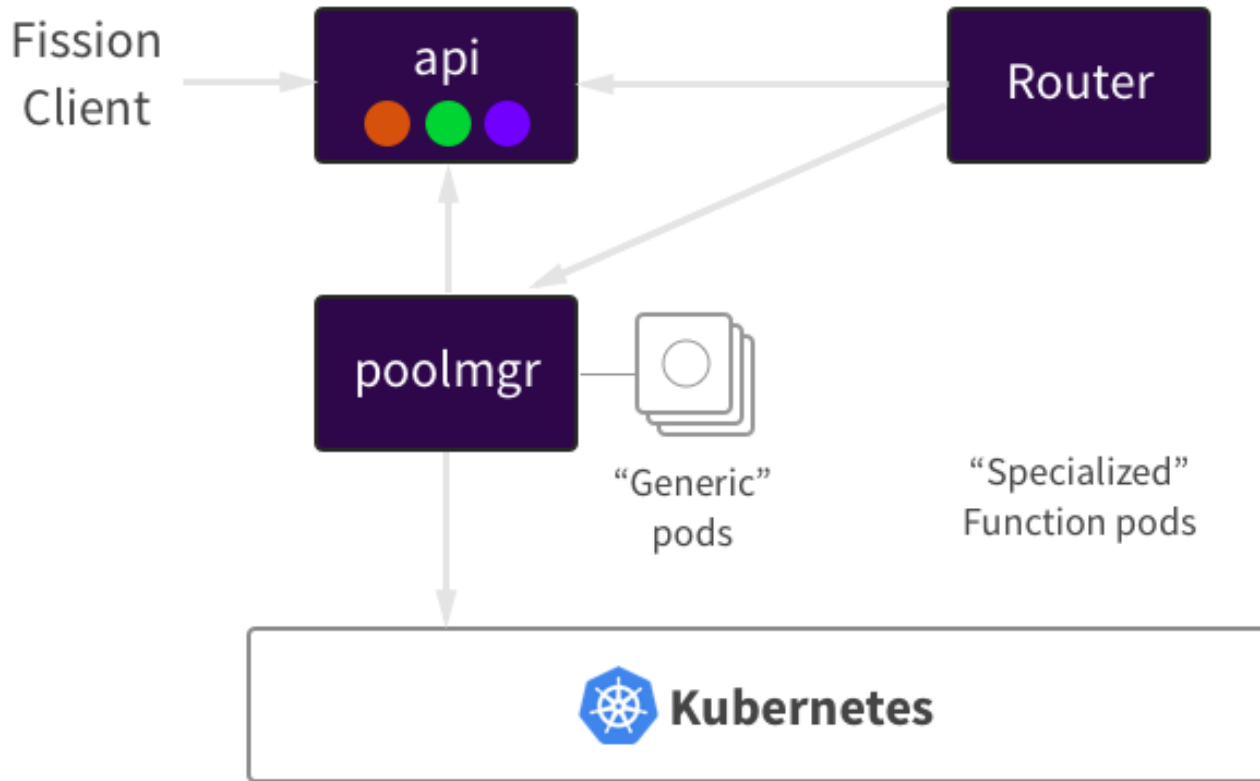 Fission
Client
api
Router
poolmgr
“Generic”
pods
“Specialized”
Function pods
Kubernetes